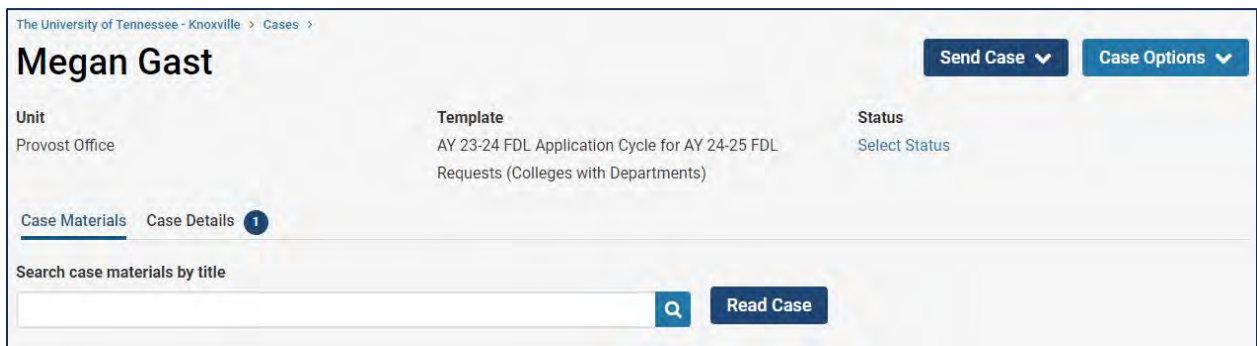 The University of Tennessee - Knoxville > Cases >
Megan Gast
Send Case
Case Options
Unit
Template
Status
Provost Office
AY 23-24 FDL Application Cycle for AY 24-25 FDL
Requests (Colleges with Departments)
Select Status
Case Materials
Case Details 1
Search case materials by title
Read Case